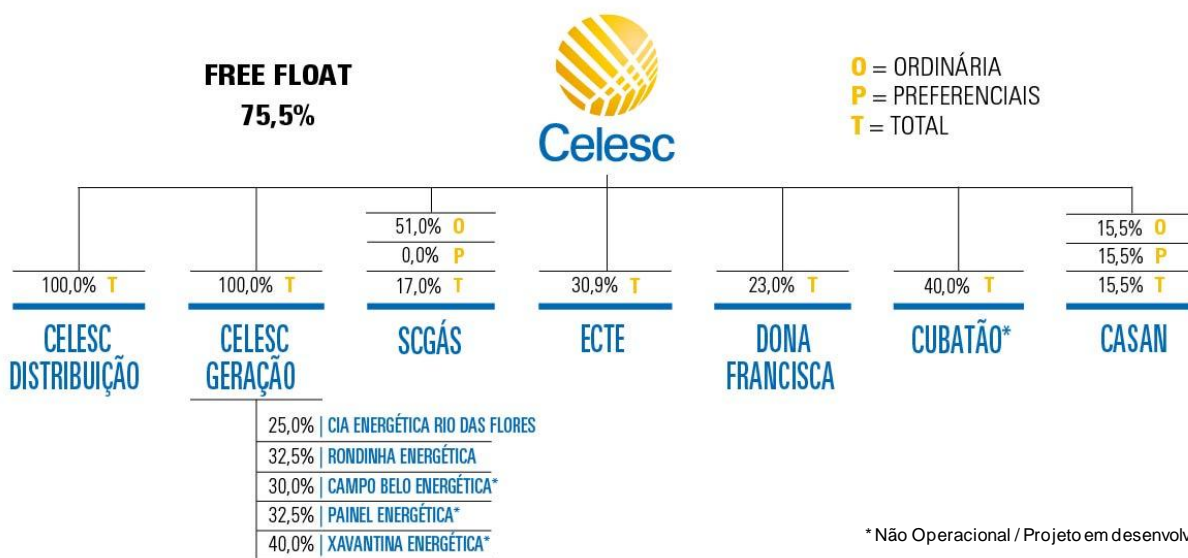 FREE FLOAT
75,5%
Celesc
O = ORDINÁRIA
P = PREFERENCIAIS
T = TOTAL
51,0% O
0,0% P
15,5% O
15,5% P
100,0% T
100,0% T
17,0% T
30,9% T
23,0% T
40,0% T
15,5% T
CELESC
DISTRIBUIÇÃO
CELESC
GERAÇÃO
SCGÁS
ECTE
DONA
FRANCISCA
CUBATÃO*
CASAN
25,0% | CIA ENERGÉTICA RIO DAS FLORES
32,5% | RONDINHA ENERGÉTICA
30,0% | CAMPO BELO ENERGÉTICA*
32,5% | PAINEL ENERGÉTICA*
40,0% | XAVANTINA ENERGÉTICA*
* Não Operacional / Projeto em desenvolv